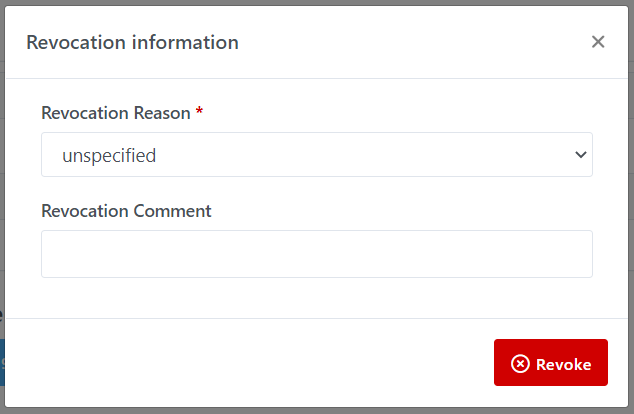 Revocation information
Revocation Reason *
unspecified
Revocation Comment
Revoke